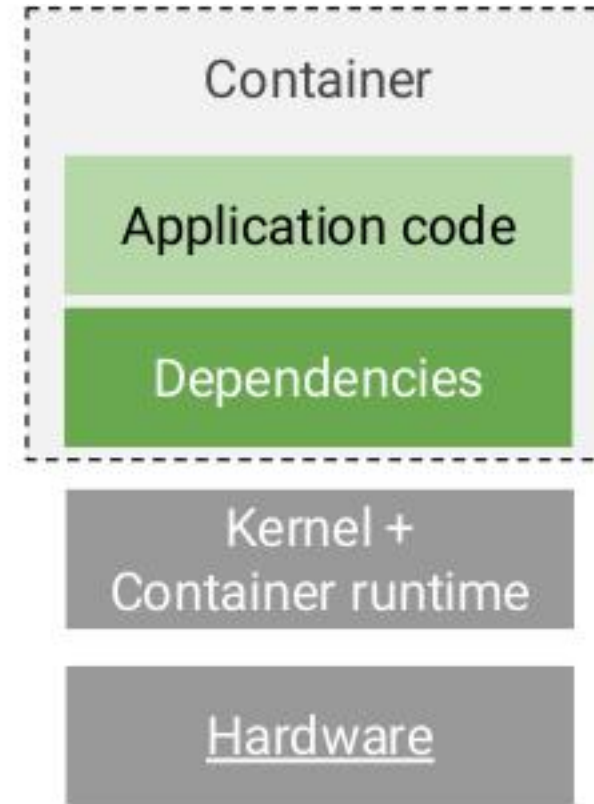 Container
Application code
Dependencies
Kernel +
Container runtime
Hardware